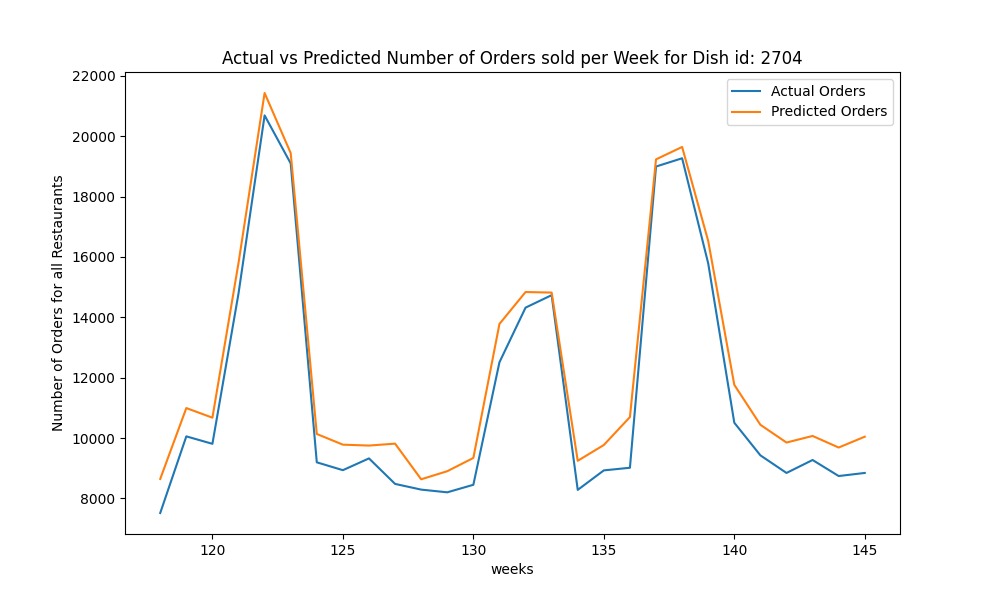 Actual vs Predicted Number of Orders sold per Week for Dish id: 2704
Actual Orders
Predicted Orders
Number of Orders for all Restaurants
22000
20000
18000
16000
14000
12000
10000
8000
120 125 130 135 140 145
weeks